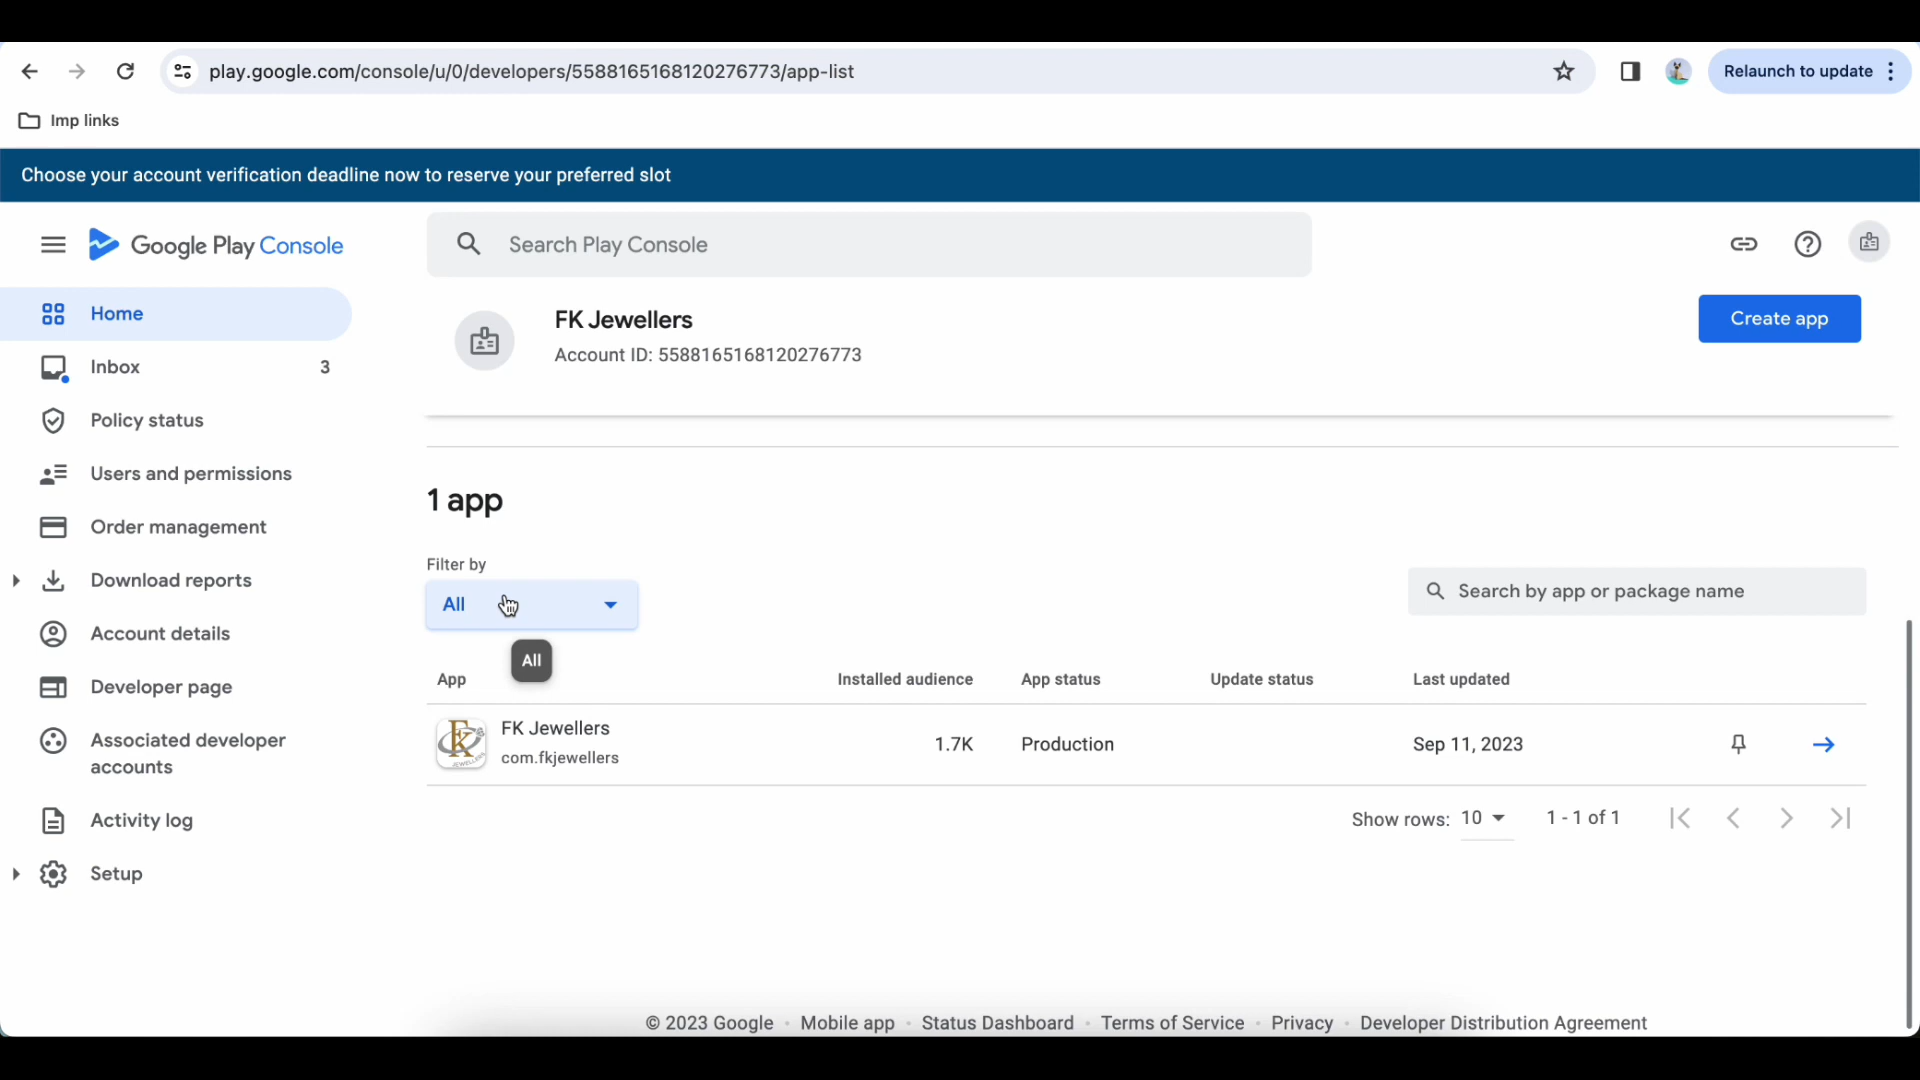 play.google.com/console/u/0/developers/5588165168120276773/app-list
Relaunch to update
Imp links
Choose your account verification deadline now to reserve your preferred slot
Google Play Console
Search Play Console
Home
Inbox 3
Policy status
Users and permissions
Order management
Download reports
Account details
Developer page
Associated developer
accounts
Activity log
Setup
FK Jewellers
Account ID: 5588165168120276773
Create app
1 app
Filter by
All
Search by app or package name
All
App Installed audience App status Update status Last updated
FK Jewellers
com.fkjewellers
1.7K Production Sep 11, 2023
Show rows: 10 1 - 1 of 1
© 2023 Google · Mobile app · Status Dashboard · Terms of Service · Privacy · Developer Distribution Agreement